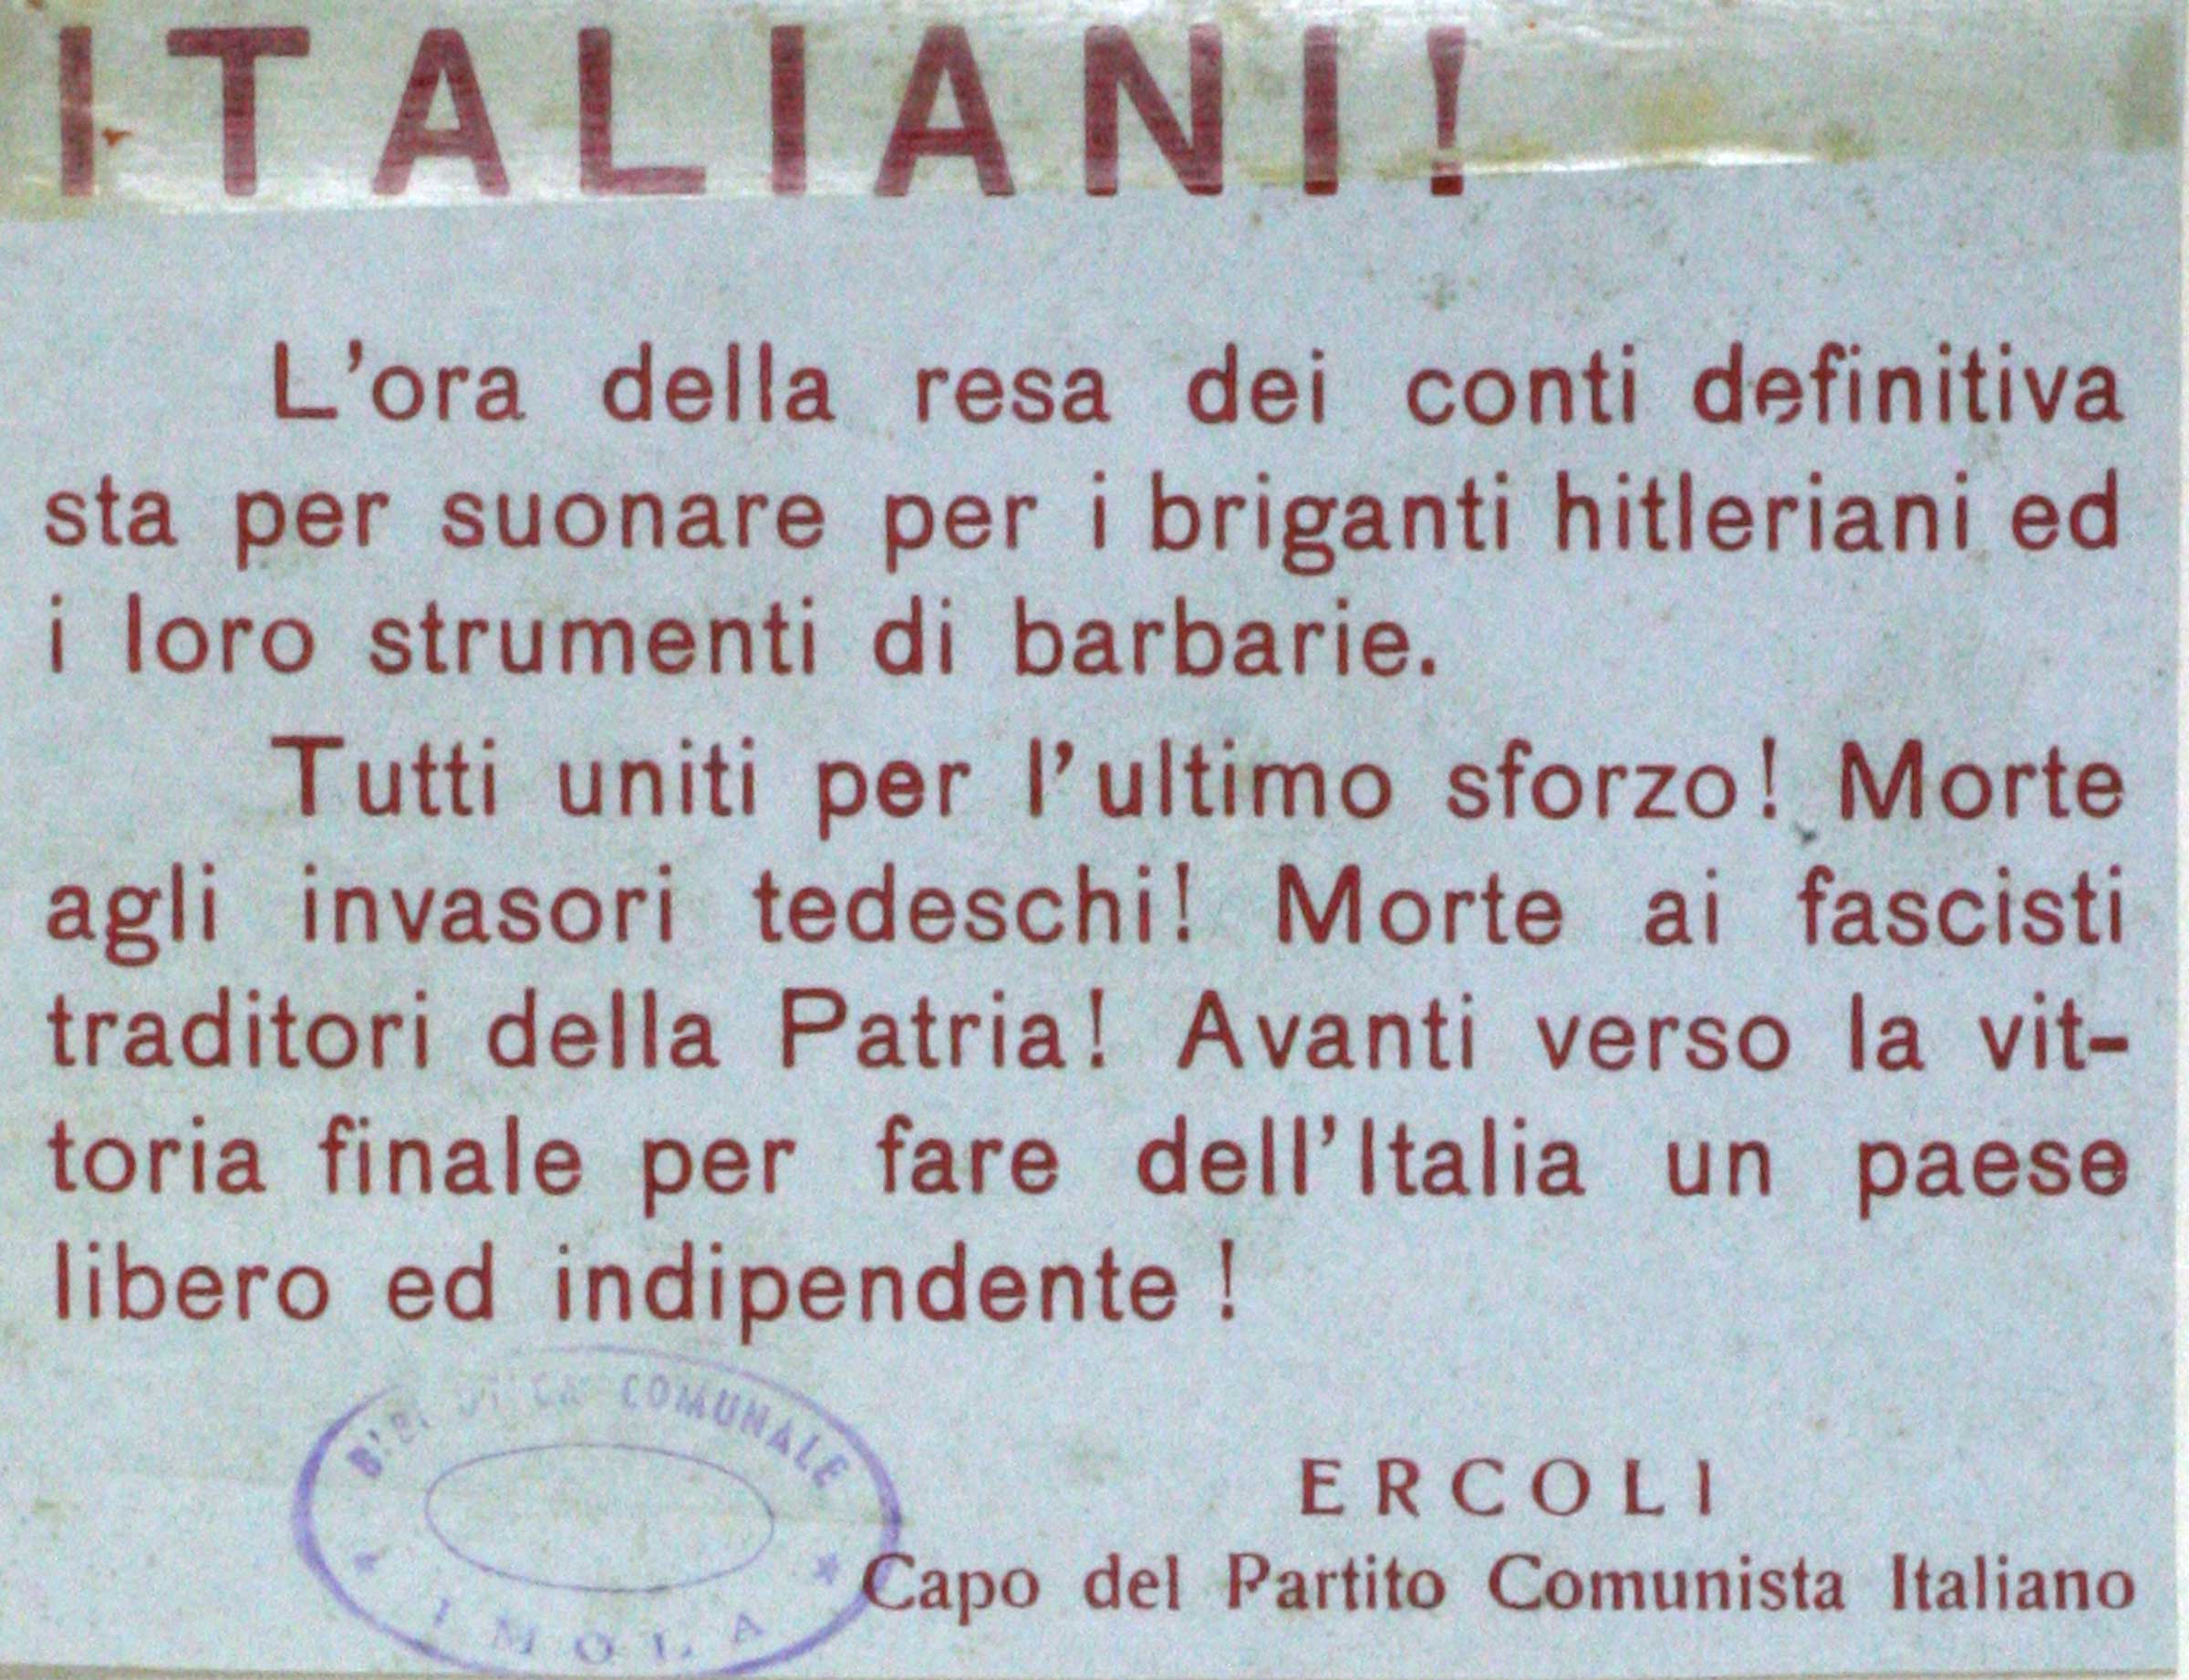 ITALIANI!
L'ora della resa dei conti definitiva
sta per suonare per i briganti hitleriani ed
i loro strumenti di barbarie.
Tutti uniti per l'ultimo sforzo! Morte
agli invasori tedeschi! Morte ai fascisti
traditori della Patria! Avanti verso la vit-
toria finale per fare dell'Italia un paese
libero ed indipendente !
ERCOLI
Capo del Partito Comunista Italiano
BIBLIOTECA COMUNALE
IMOLA